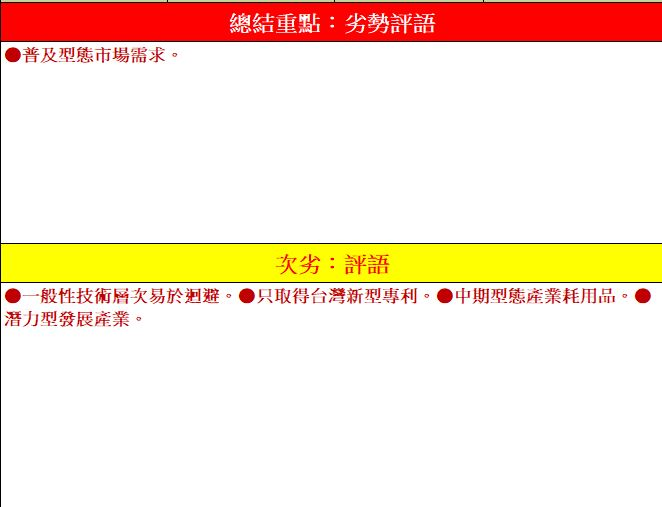 總結重點：劣勢評語
●普及型態市場需求。
次劣：評語
●一般性技術層次易於迴避。●只取得台灣新型專利。●中期型態產業耗用品。●
潛力型發展產業。